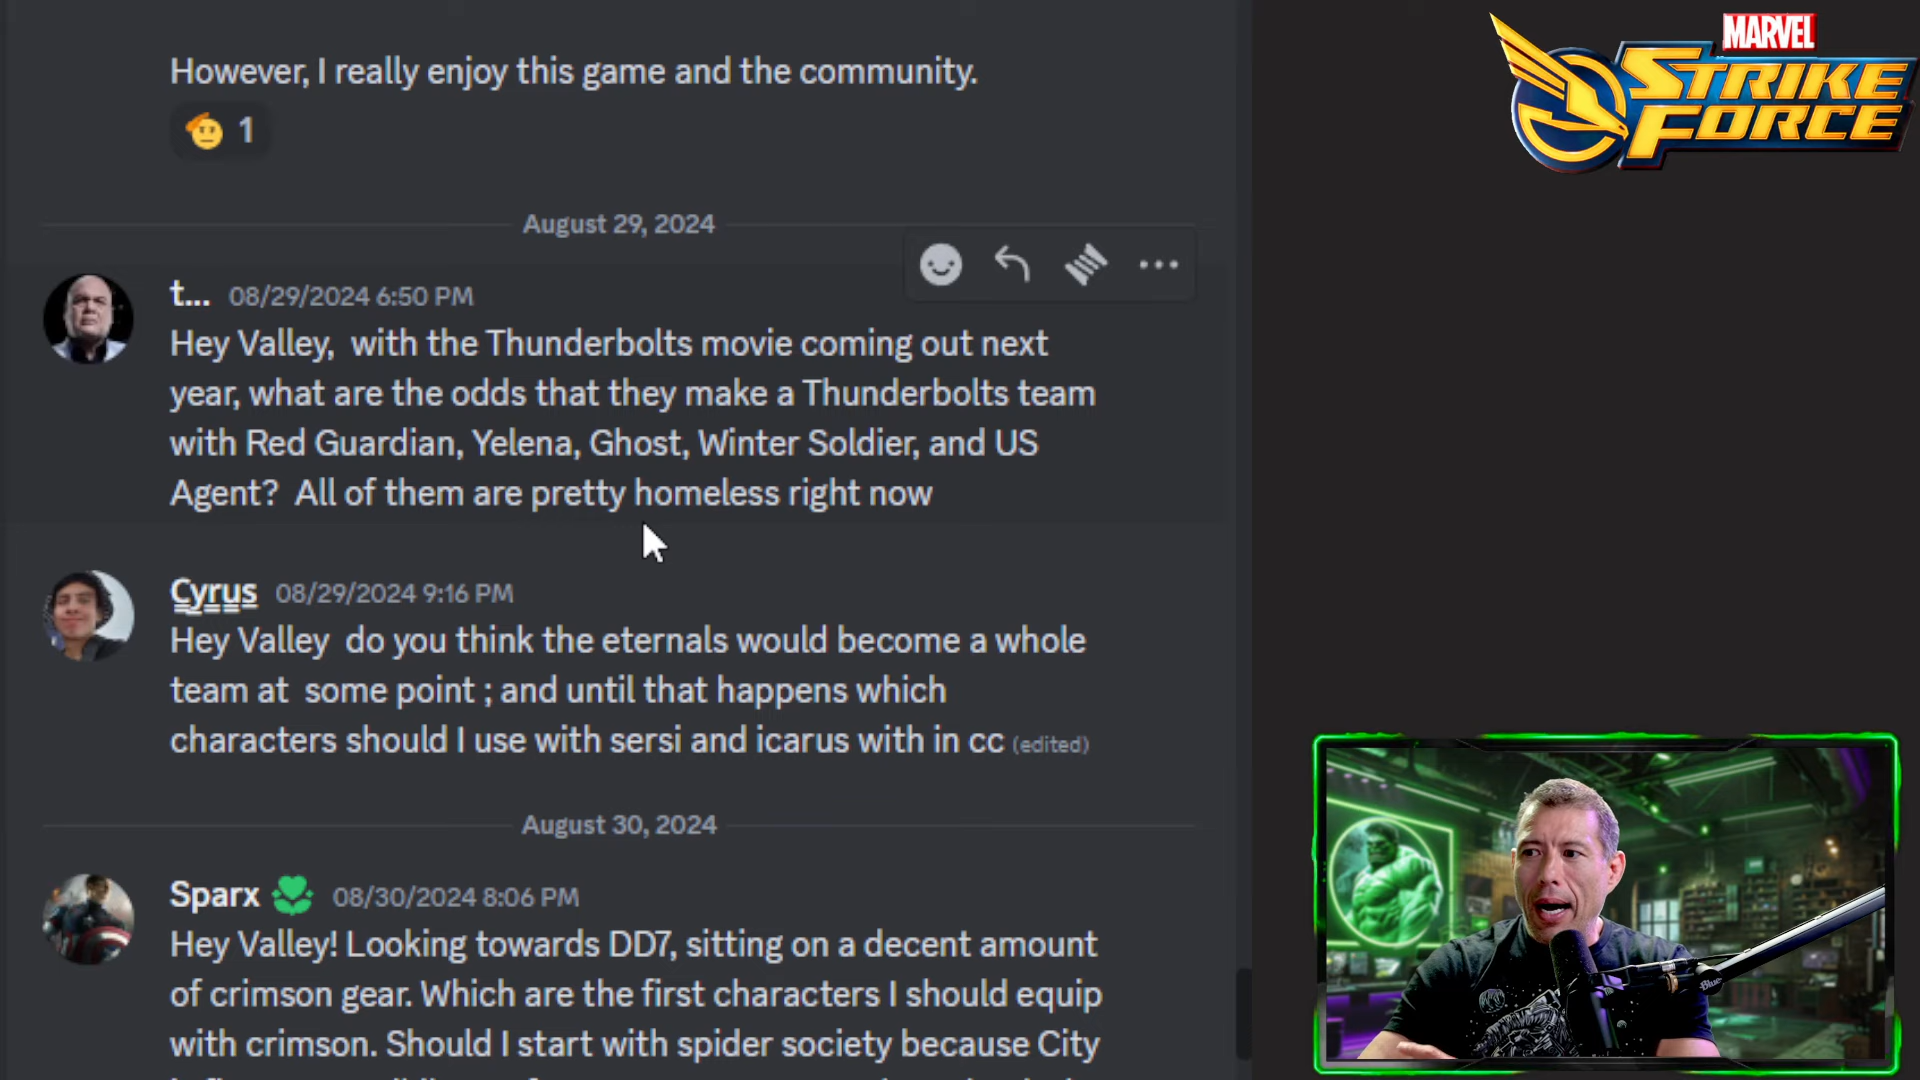 However, I really enjoy this game and the community.
1
August 29, 2024
t... 08/29/2024 6:50 PM
Hey Valley,  with the Thunderbolts movie coming out next
year, what are the odds that they make a Thunderbolts team
with Red Guardian, Yelena, Ghost, Winter Soldier, and US
Agent?  All of them are pretty homeless right now
Cyrus 08/29/2024 9:16 PM
Hey Valley  do you think the eternals would become a whole
team at  some point ; and until that happens which
characters should I use with sersi and icarus with in cc (edited)
August 30, 2024
Sparx 08/30/2024 8:06 PM
Hey Valley! Looking towards DD7, sitting on a decent amount
of crimson gear. Which are the first characters I should equip
with crimson. Should I start with spider society because City
MARVEL
STRIKE
FORCE
Blue